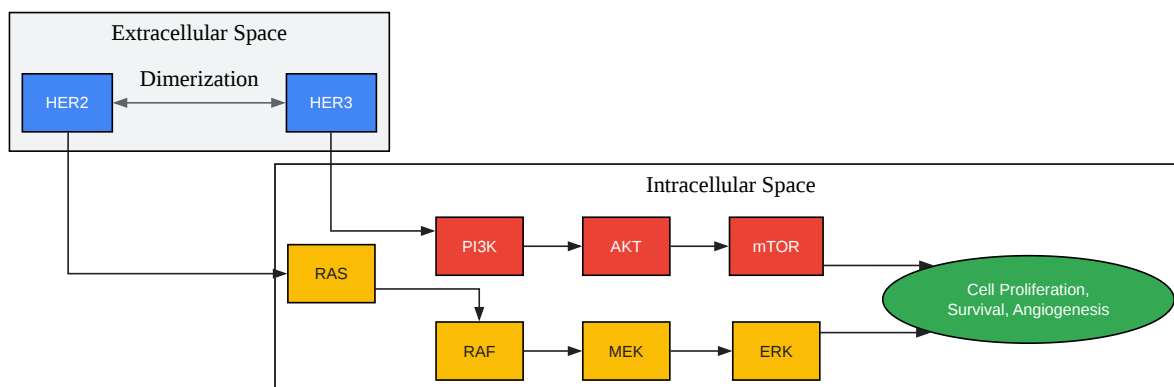 Extracellular Space
Dimerization
HER2
HER3
Intracellular Space
PI3K
AKT
mTOR
RAS
Cell Proliferation,
Survival, Angiogenesis
RAF
MEK
ERK